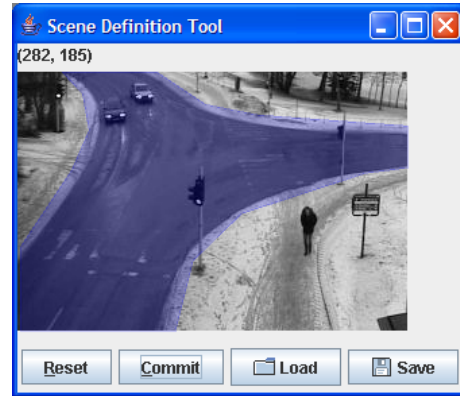 Scene Definition Tool
(282, 185)
Reset Commit Load Save